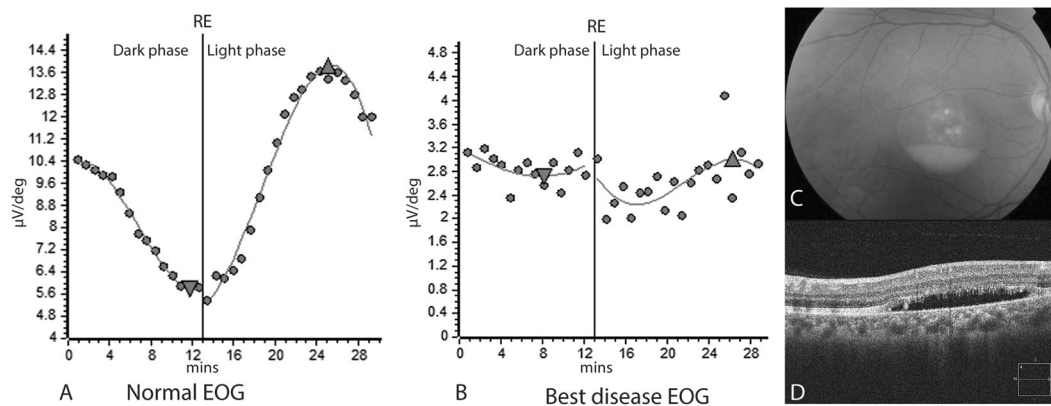 RE
Dark phase Light phase
14.4
13.6
12.8
12
11.2
10.4
9.6
8.8
8
7.2
6.4
5.6
4.8
4
µV/deg
0 4 8 12 16 20 24 28
mins
A Normal EOG
RE
Dark phase Light phase
4.8
4.4
4
3.6
3.2
2.8
2.4
2
1.6
1.2
0.8
0.4
0
µV/deg
0 4 8 12 16 20 24 28
mins
B Best disease EOG
C
D